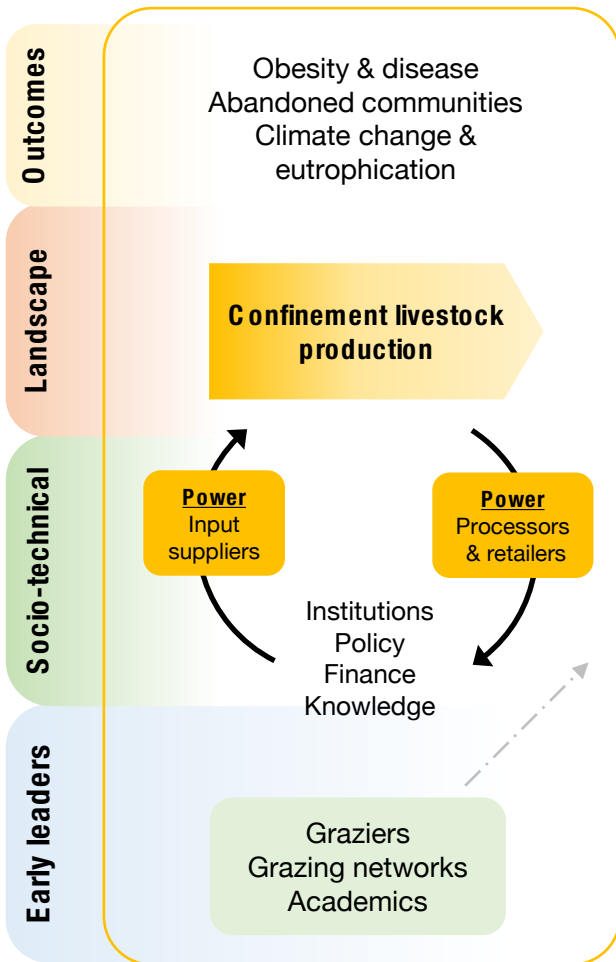 Outcomes
Obesity & disease
Abandoned communities
Climate change &
eutrophication
Landscape
Confinement livestock
production
Socio-technical
Power
Input
suppliers
Power
Processors
& retailers
Institutions
Policy
Finance
Knowledge
Early leaders
Graziers
Grazing networks
Academics